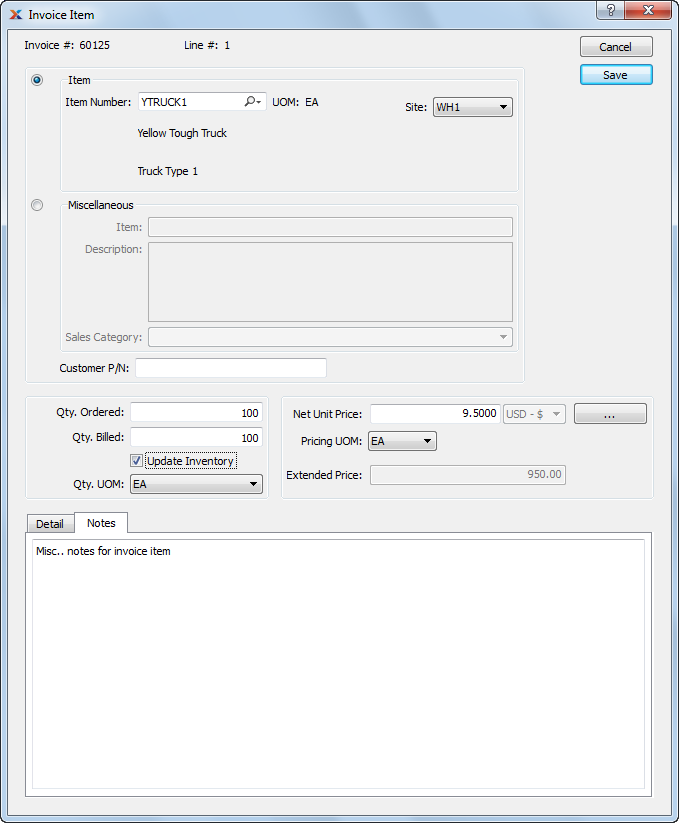 Invoice Item
?
Invoice #: 60125 Line #: 1 Cancel
Save
Item
Item Number: YTRUCK1 UOM: EA Site: WH1
Yellow Tough Truck
Truck Type 1
Miscellaneous
Item:
Description:
Sales Category:
Customer P/N:
Qty. Ordered: 100 Net Unit Price: 9.5000 USD - $ ...
Qty. Billed: 100 Pricing UOM: EA
Update Inventory
Qty. UOM: EA Extended Price: 950.00
Detail Notes
Misc.. notes for invoice item